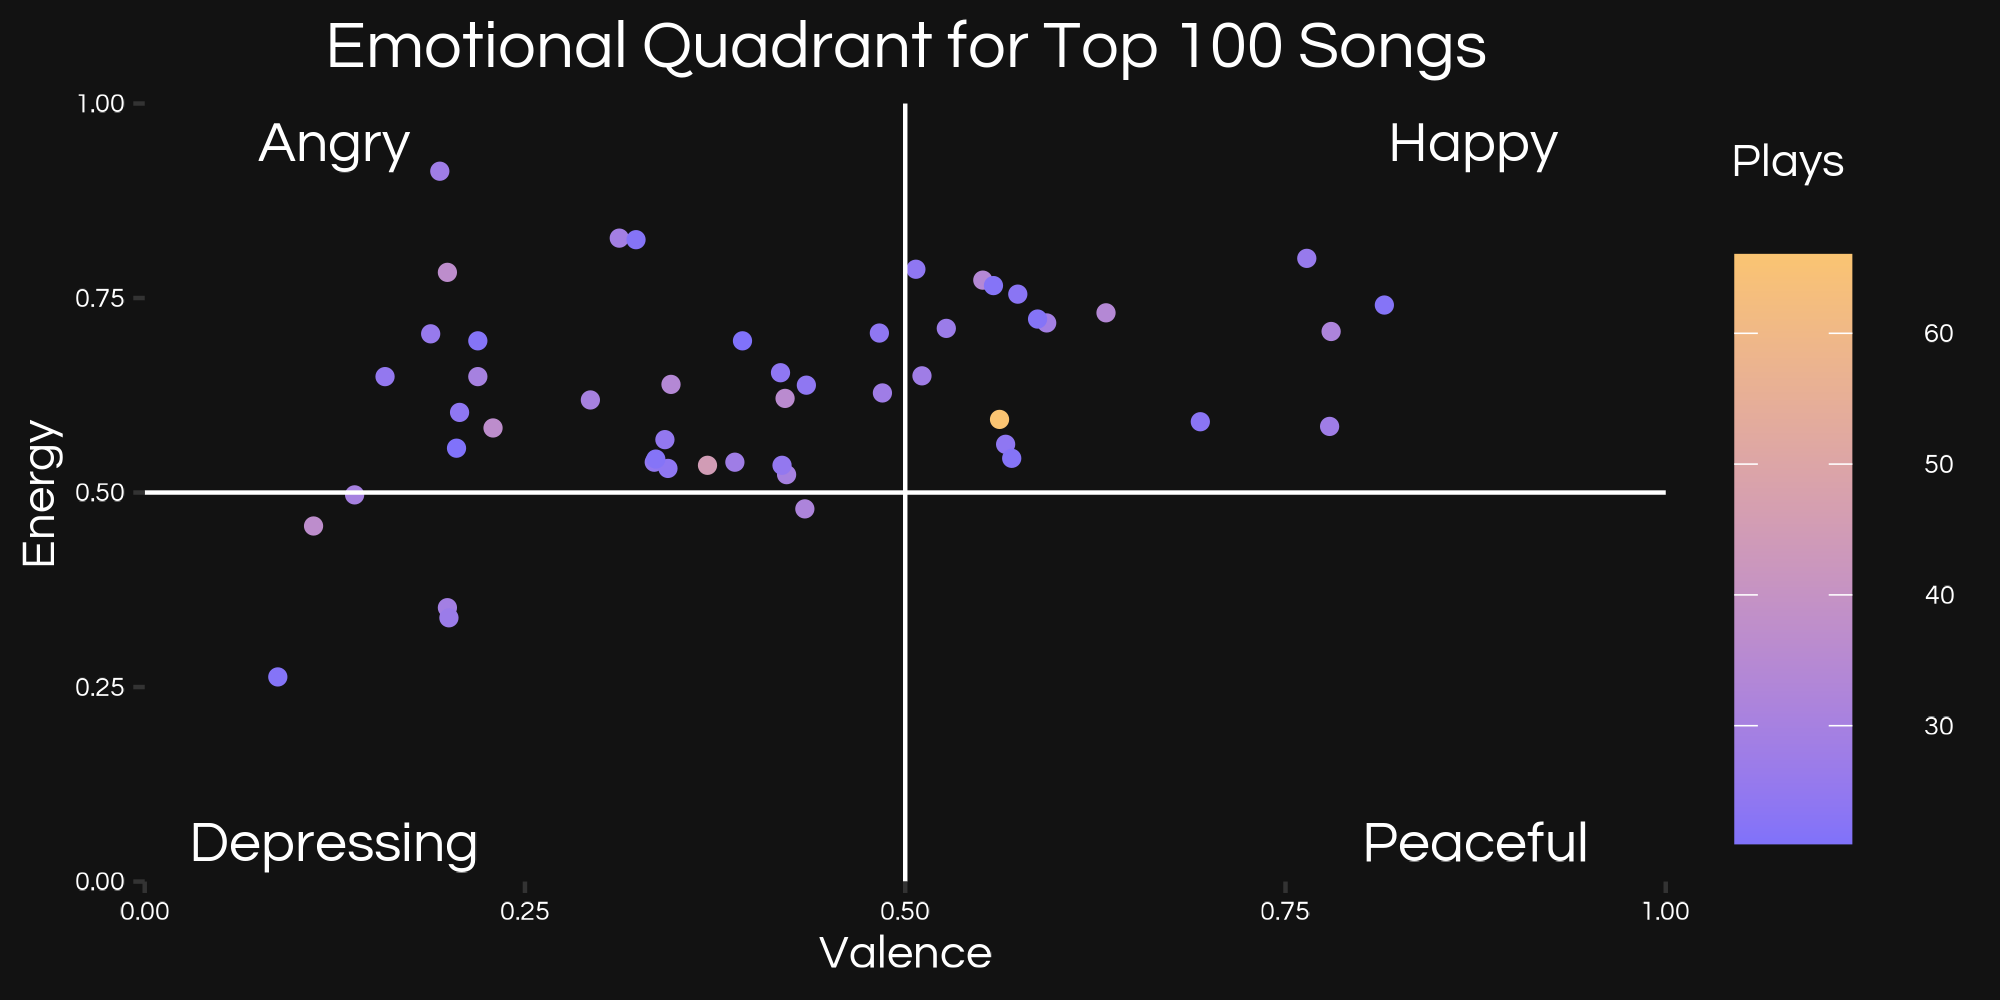 Emotional Quadrant for Top 100 Songs
1.00
Angry
Happy
Plays
0.75
60
50
Energy
0.50
40
0.25
30
Depressing
Peaceful
0.00
0.00 0.25 0.50 0.75 1.00
Valence